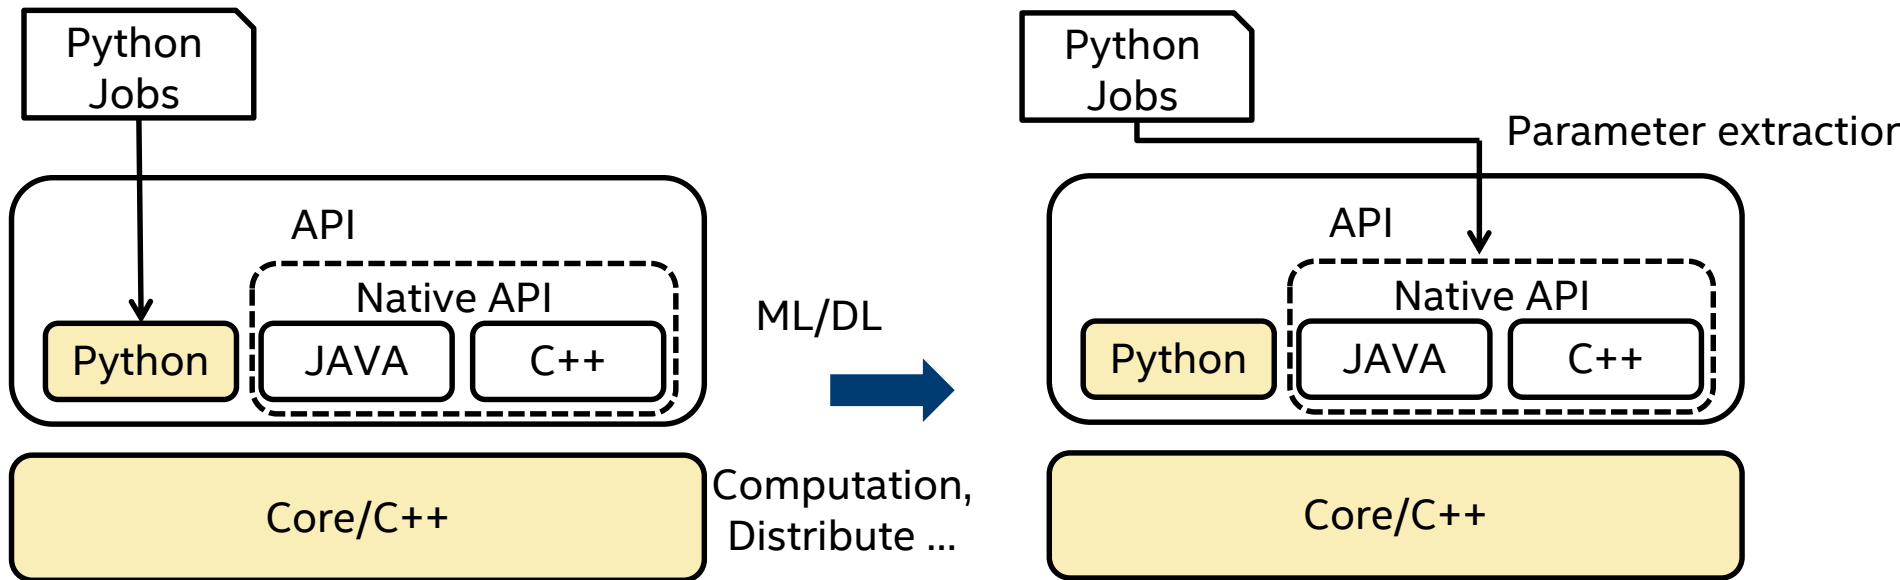 Python
Jobs
API
Native API
Python
JAVA
C++
Core/C++
ML/DL
Computation,
Distribute ...
Python
Jobs
Parameter extraction
API
Native API
Python
JAVA
C++
Core/C++